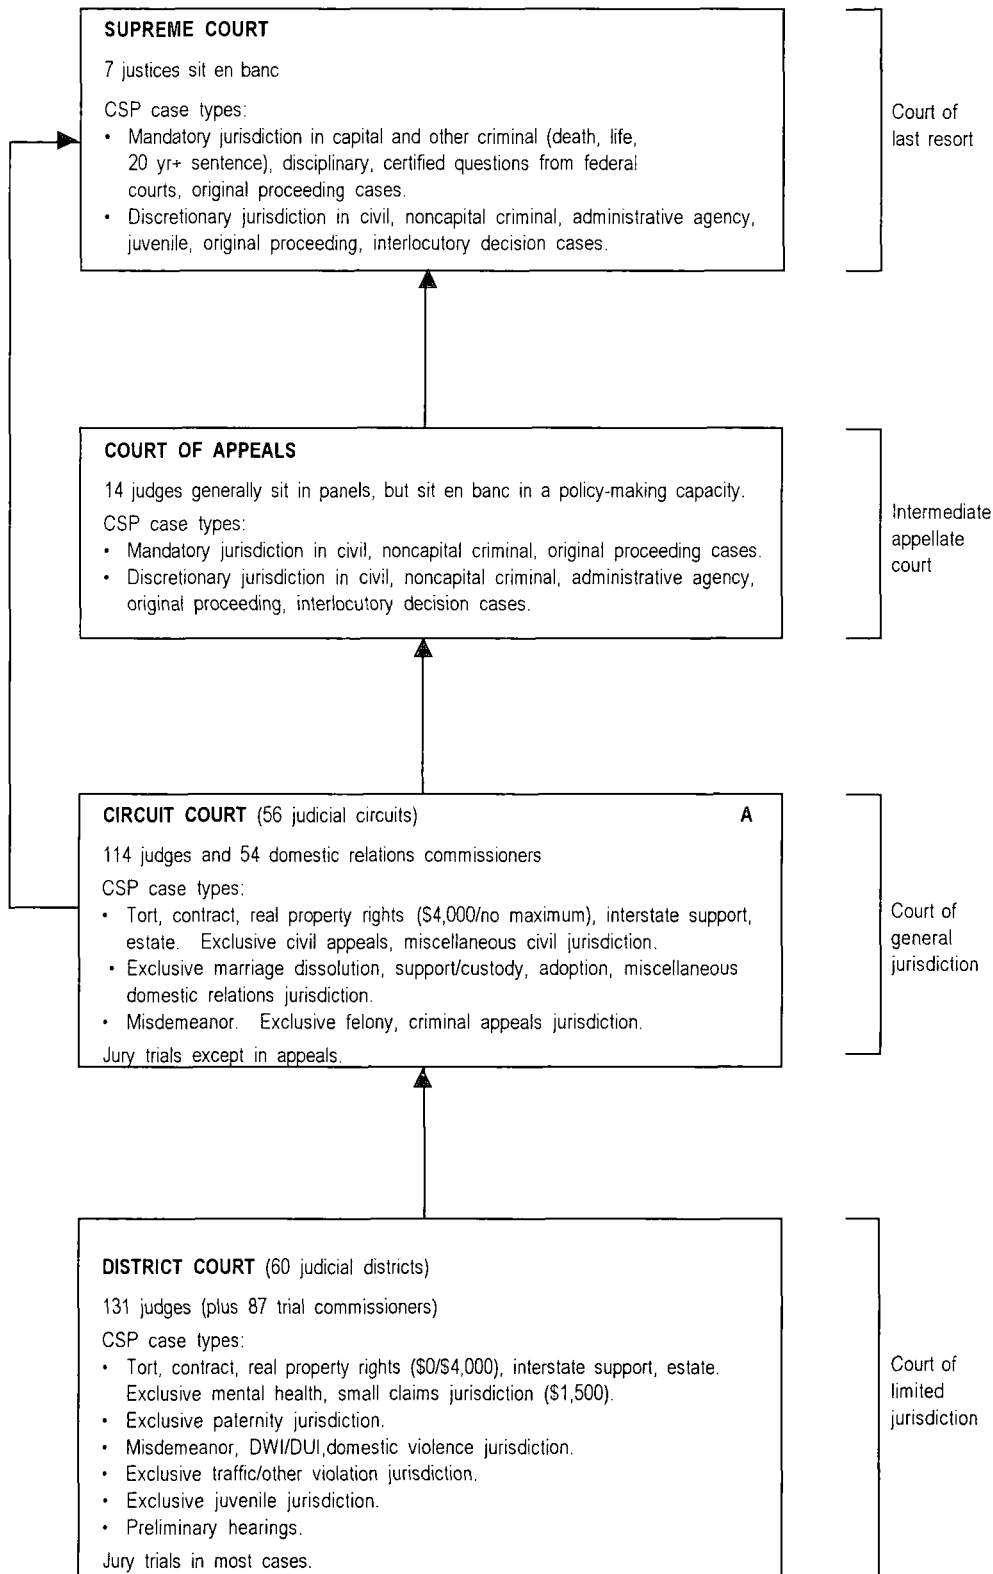 SUPREME COURT
7 justices sit en banc
CSP case types:
• Mandatory jurisdiction in capital and other criminal (death, life,
20 yr+ sentence), disciplinary, certified questions from federal
courts, original proceeding cases.
• Discretionary jurisdiction in civil, noncapital criminal, administrative agency,
juvenile, original proceeding, interlocutory decision cases.
Court of
last resort
COURT OF APPEALS
14 judges generally sit in panels, but sit en banc in a policy-making capacity.
CSP case types:
• Mandatory jurisdiction in civil, noncapital criminal, original proceeding cases.
• Discretionary jurisdiction in civil, noncapital criminal, administrative agency,
original proceeding, interlocutory decision cases.
Intermediate
appellate
court
CIRCUIT COURT (56 judicial circuits) A
114 judges and 54 domestic relations commissioners
CSP case types:
• Tort, contract, real property rights ($4,000/no maximum), interstate support,
estate. Exclusive civil appeals, miscellaneous civil jurisdiction.
• Exclusive marriage dissolution, support/custody, adoption, miscellaneous
domestic relations jurisdiction.
• Misdemeanor. Exclusive felony, criminal appeals jurisdiction.
Jury trials except in appeals.
Court of
general
jurisdiction
DISTRICT COURT (60 judicial districts)
131 judges (plus 87 trial commissioners)
CSP case types:
• Tort, contract, real property rights ($0/$4,000), interstate support, estate.
Exclusive mental health, small claims jurisdiction ($1,500).
• Exclusive paternity jurisdiction.
• Misdemeanor, DWI/DUI,domestic violence jurisdiction.
• Exclusive traffic/other violation jurisdiction.
• Exclusive juvenile jurisdiction.
• Preliminary hearings.
Jury trials in most cases.
Court of
limited
jurisdiction